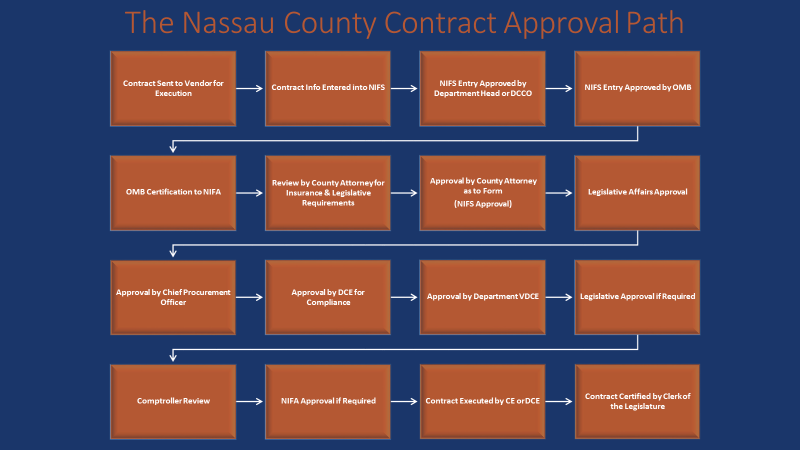 The Nassau County Contract Approval Path
Contract Sent to Vendor for
Execution
Contract Info Entered into NIFS
NIFS Entry Approved by
Department Head or DCCO
NIFS Entry Approved by OMB
OMB Certification to NIFA
Review by County Attorney for
Insurance & Legislative
Requirements
Approval by County Attorney
as to Form
(NIFS Approval)
Legislative Affairs Approval
Approval by Chief Procurement
Officer
Approval by DCE for
Compliance
Approval by Department VDCE
Legislative Approval if Required
Comptroller Review
NIFA Approval if Required
Contract Executed by CE or DCE
Contract Certified by Clerk of
the Legislature